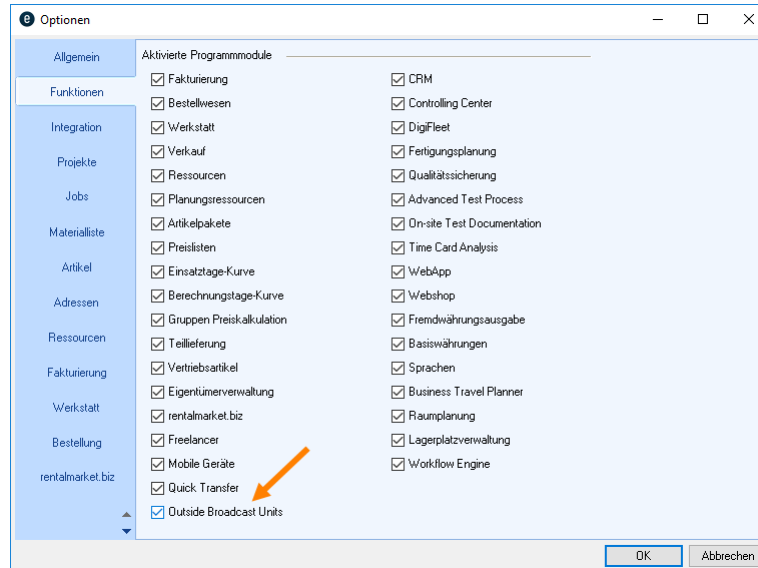 e Optionen
Allgemein
Funktionen
Integration
Projekte
Jobs
Materialliste
Artikel
Adressen
Ressourcen
Fakturierung
Werkstatt
Bestellung
rentalmarket.biz
Aktivierte Programmmodule
Fakturierung
Bestellwesen
Werkstatt
Verkauf
Ressourcen
Planungsressourcen
Artikelpakete
Preislisten
Einsatztage-Kurve
Berechnungstage-Kurve
Gruppen Preiskalkulation
Teillieferung
Vertriebsartikel
Eigentümerverwaltung
rentalmarket.biz
Freelancer
Mobile Geräte
Quick Transfer
Outside Broadcast Units
CRM
Controlling Center
DigiFleet
Fertigungsplanung
Qualitätssicherung
Advanced Test Process
On-site Test Documentation
Time Card Analysis
WebApp
Webshop
Fremdwährungsausgabe
Basiswährungen
Sprachen
Business Travel Planner
Raumplanung
Lagerplatzverwaltung
Workflow Engine
OK
Abbrechen